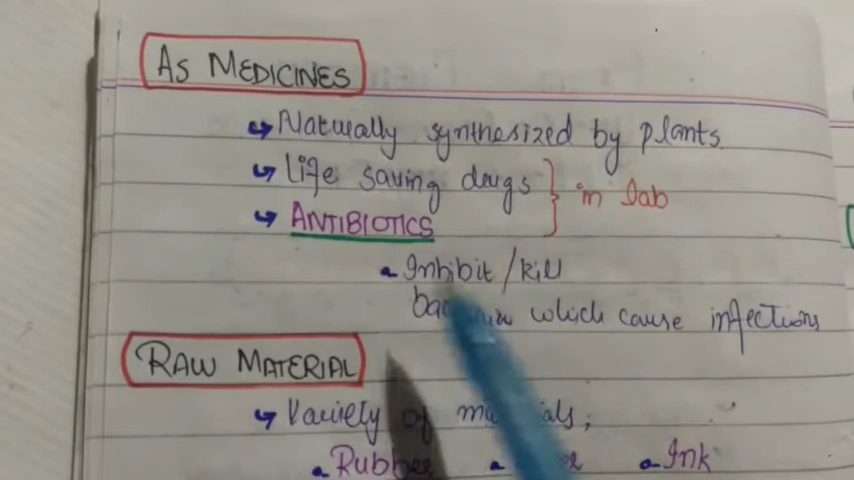 AS MEDICINES
↳ Naturally synthesized by plants
↳ Life saving drugs
↳ ANTIBIOTICS
in lab
Inhibit/kill
which cause infections
RAW MATERIAL
↳ Variety of
Rubber
Ink